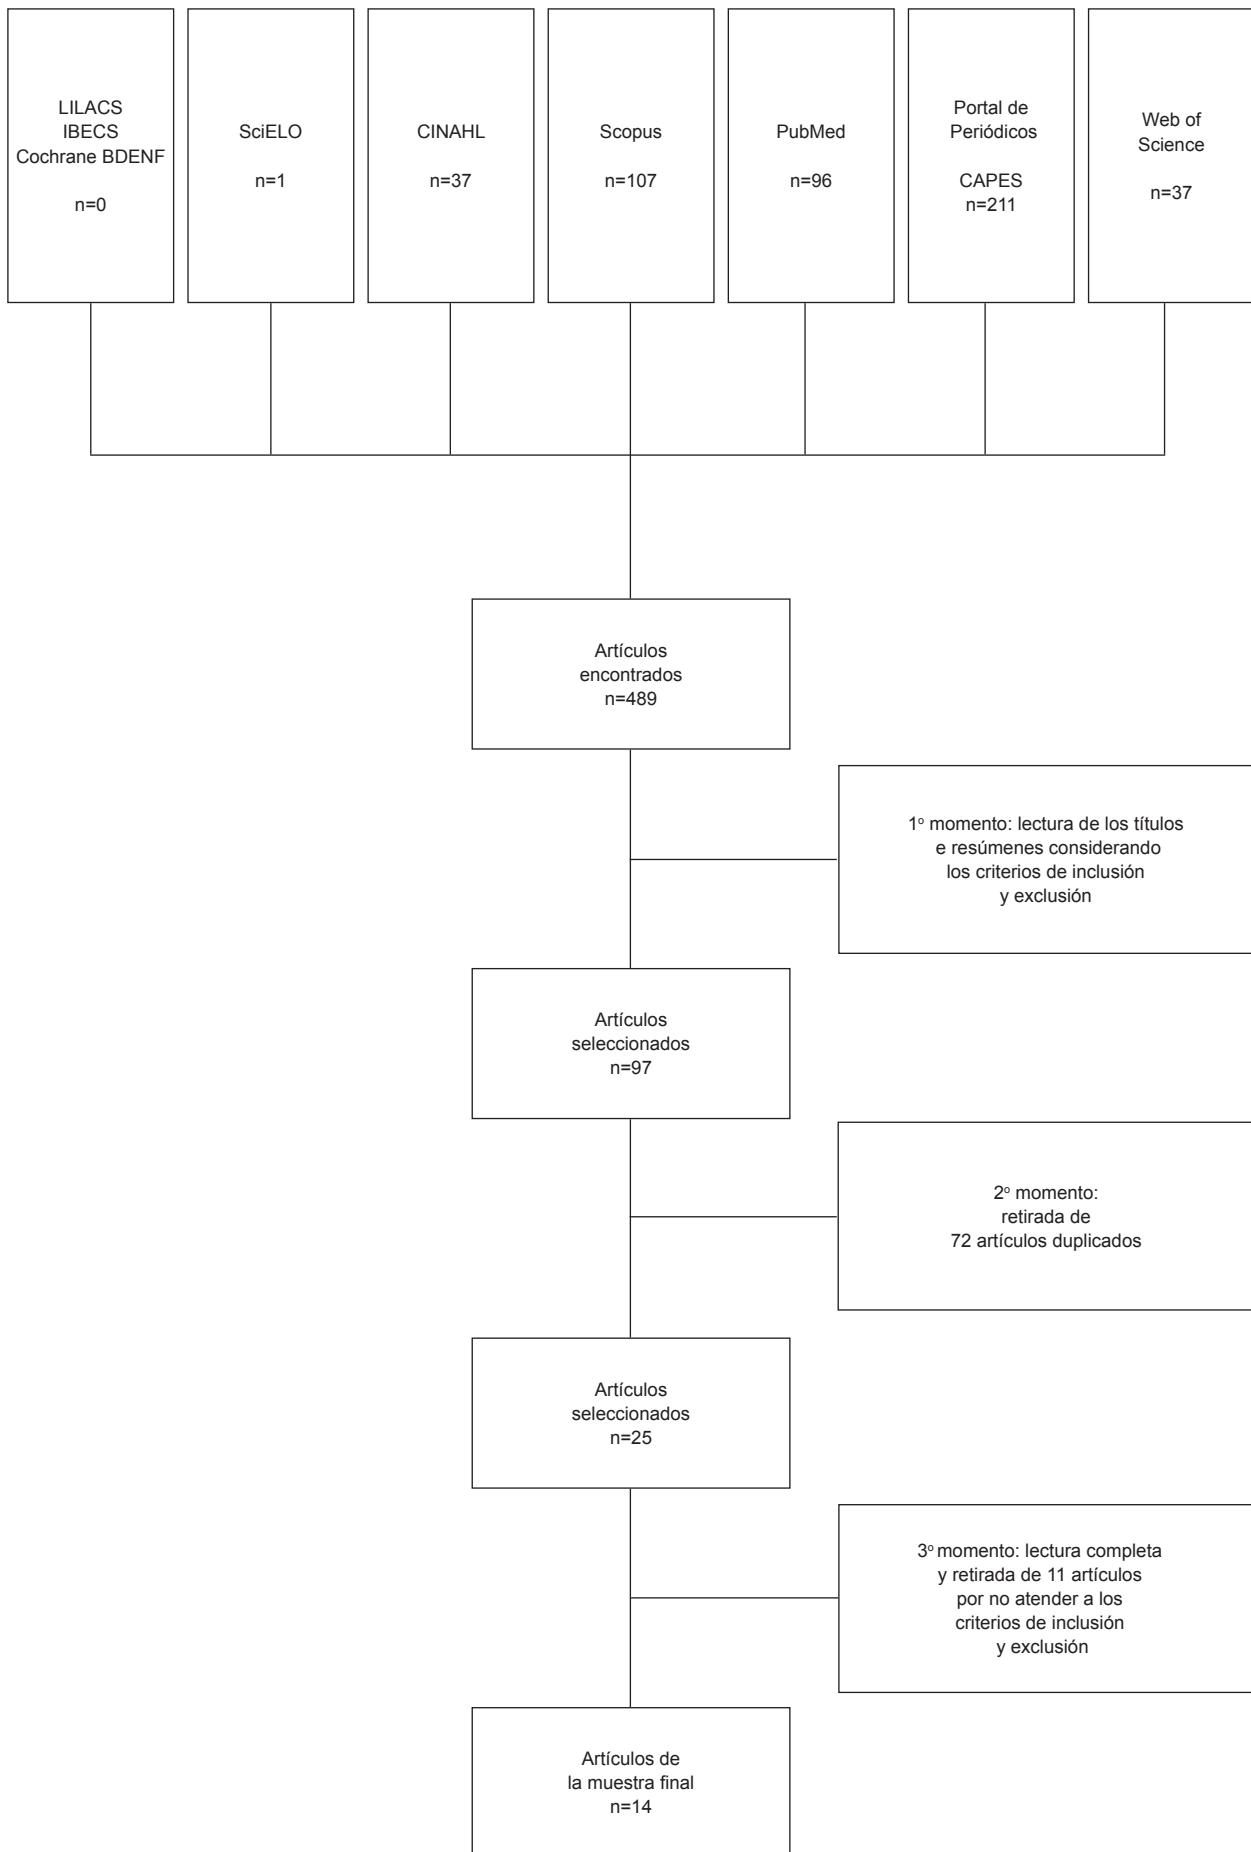 LILACS
IBECS
Cochrane BDENF
n=0
SciELO
n=1
CINAHL
n=37
Scopus
n=107
PubMed
n=96
Portal de
Periódicos
CAPES
n=211
Web of
Science
n=37
Artículos
encontrados
n=489
1º momento: lectura de los títulos
e resúmenes considerando
los criterios de inclusión
y exclusión
Artículos
seleccionados
n=97
2º momento:
retirada de
72 artículos duplicados
Artículos
seleccionados
n=25
3º momento: lectura completa
y retirada de 11 artículos
por no atender a los
criterios de inclusión
y exclusión
Artículos de
la muestra final
n=14